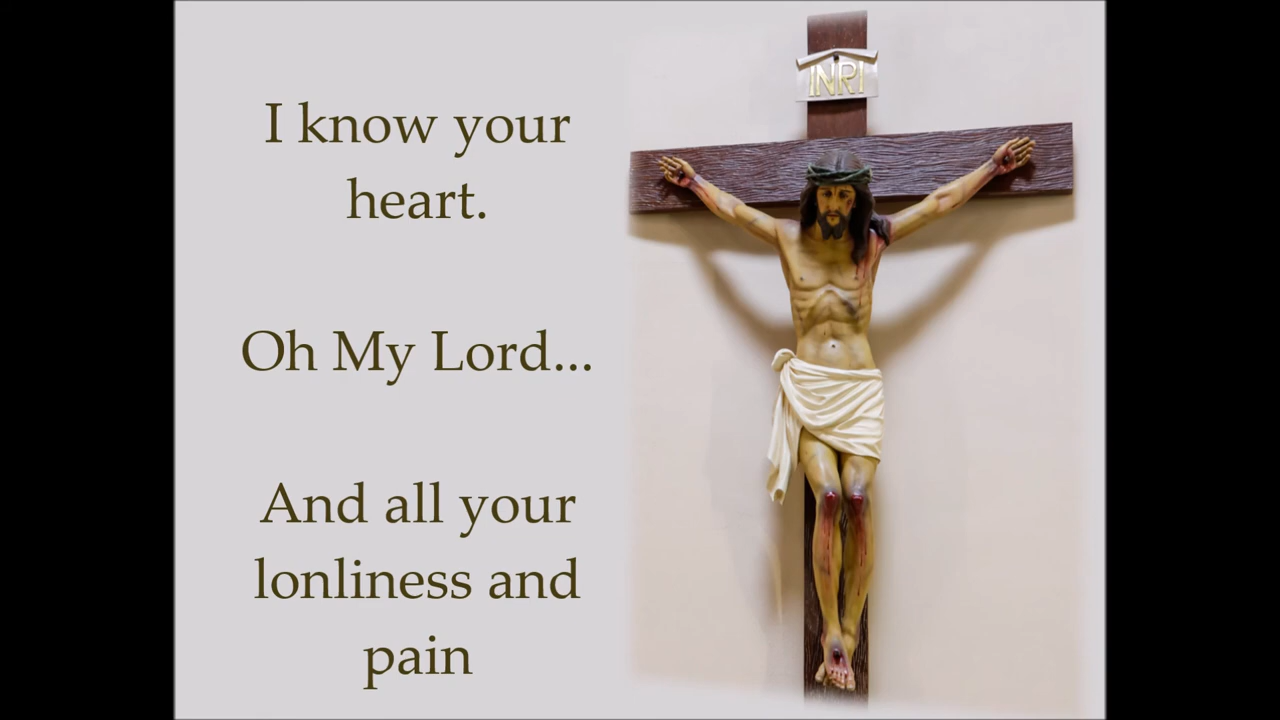 I know your
heart.
Oh My Lord...
And all your
lonliness and
pain
INRI